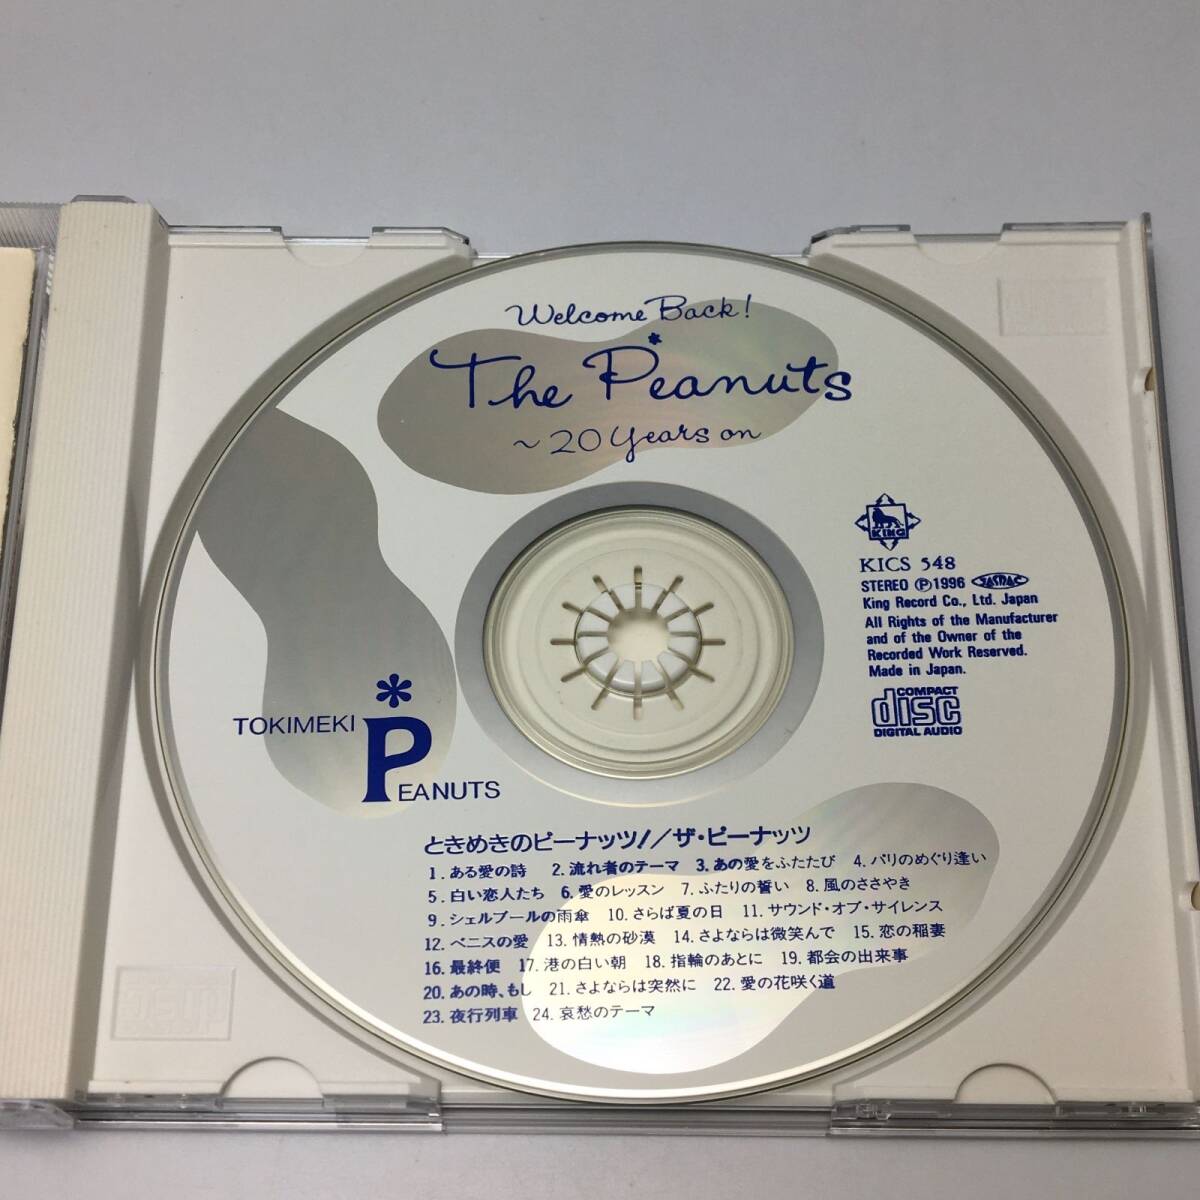 Welcome Back!
The Peanuts
~20 years on
KING
KICS 548
STEREO Ⓟ1996 JASRAC
King Record Co., Ltd. Japan
All Rights of the Manufacturer
and of the Owner of the
Recorded Work Reserved.
Made in Japan.
COMPACT
disc
DIGITAL AUDIO
TOKIMEKI
PEANUTS
ときめきのピーナッツ!／ザ・ピーナッツ
1. ある愛の詩 2. 流れ者のテーマ 3. あの愛をふたたび 4. パリのめぐり逢い
5. 白い恋人たち 6. 愛のレッスン 7. ふたりの誓い 8. 風のささやき
9. シェルブールの雨傘 10. さらば夏の日 11. サウンド・オブ・サイレンス
12. ベニスの愛 13. 情熱の砂漠 14. さよならは微笑んで 15. 恋の稲妻
16. 最終便 17. 港の白い朝 18. 指輪のあとに 19. 都会の出来事
20. あの時、もし 21. さよならは突然に 22. 愛の花咲く道
23. 夜行列車 24. 哀愁のテーマ